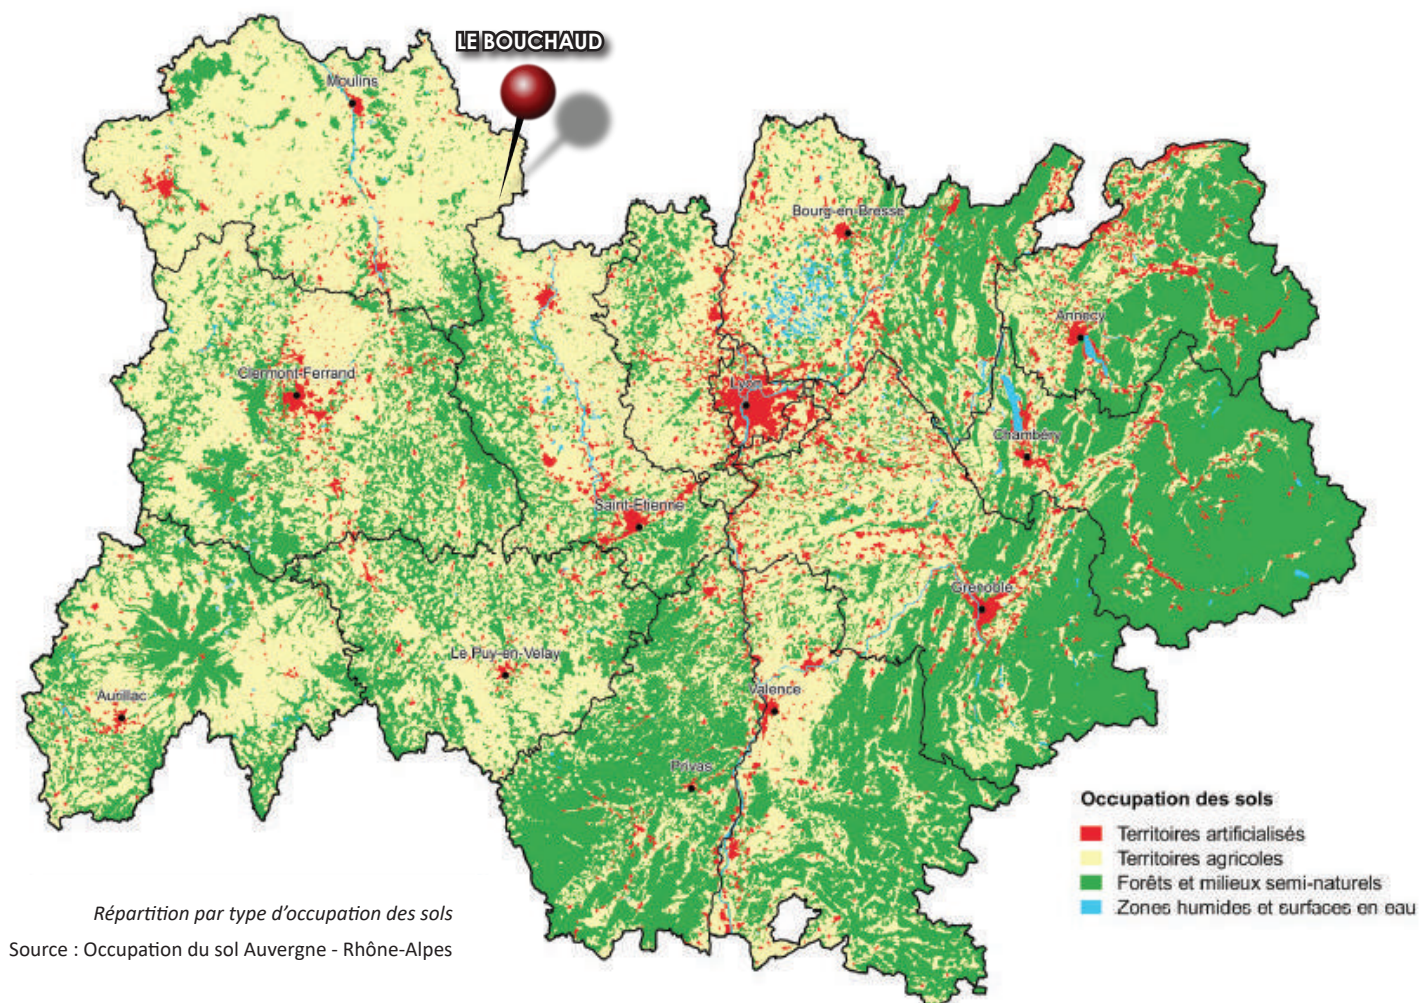 LE BOUCHAUD
Moulins
Bourg-en-Bresse
Annecy
Clermont-Ferrand
Lyon
Chambéry
Saint-Etienne
Grenoble
Le Puy-en-Velay
Aurillac
Valence
Privas
Occupation des sols
Territoires artificialisés
Territoires agricoles
Forêts et milieux semi-naturels
Zones humides et surfaces en eau
Répartition par type d'occupation des sols
Source : Occupation du sol Auvergne - Rhône-Alpes